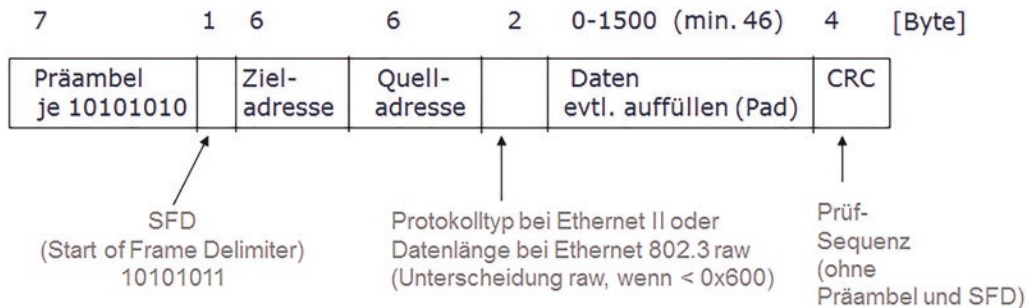 7 1 6 6 2 0-1500 (min. 46) 4 [Byte]
Präambel
je 10101010
Ziel-
adresse
Quell-
adresse
Daten
evtl. auffüllen (Pad)
CRC
SFD
(Start of Frame Delimiter)
10101011
Protokolltyp bei Ethernet II oder
Datenlänge bei Ethernet 802.3 raw
(Unterscheidung raw, wenn < 0x600)
Prüf-
Sequenz
(ohne
Präambel und SFD)